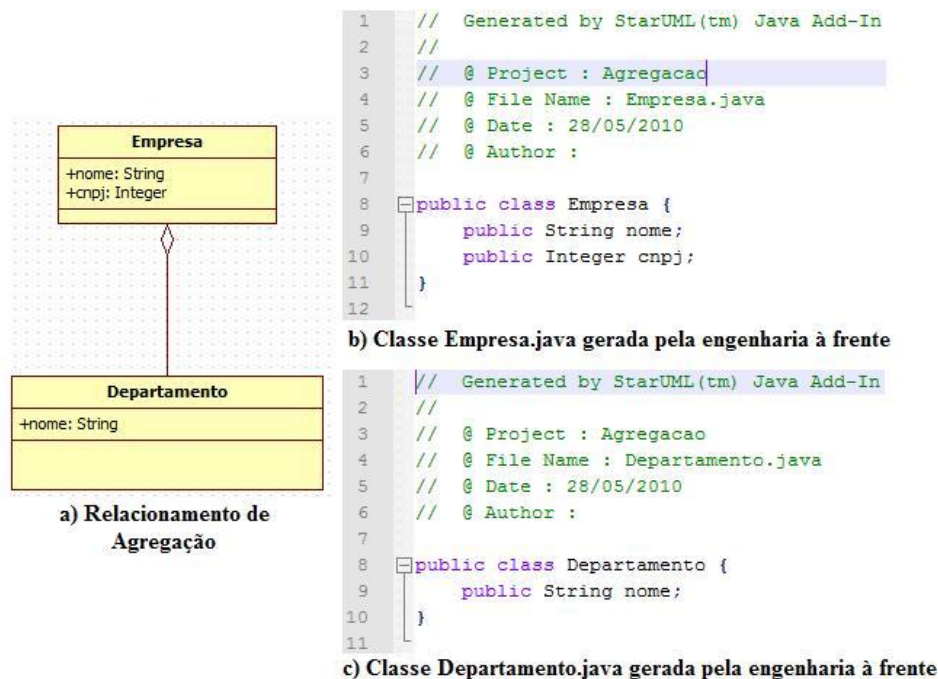 Empresa
+nome: String
+cnpj: Integer
Departamento
+nome: String
a) Relacionamento de
Agregação
1 // Generated by StarUML(tm) Java Add-In
2 //
3 // @ Project : Agregacao
4 // @ File Name : Empresa.java
5 // @ Date : 28/05/2010
6 // @ Author :
7
8 public class Empresa {
9 public String nome;
10 public Integer cnpj;
11 }
12
b) Classe Empresa.java gerada pela engenharia à frente
1 // Generated by StarUML(tm) Java Add-In
2 //
3 // @ Project : Agregacao
4 // @ File Name : Departamento.java
5 // @ Date : 28/05/2010
6 // @ Author :
7
8 public class Departamento {
9 public String nome;
10 }
11
c) Classe Departamento.java gerada pela engenharia à frente